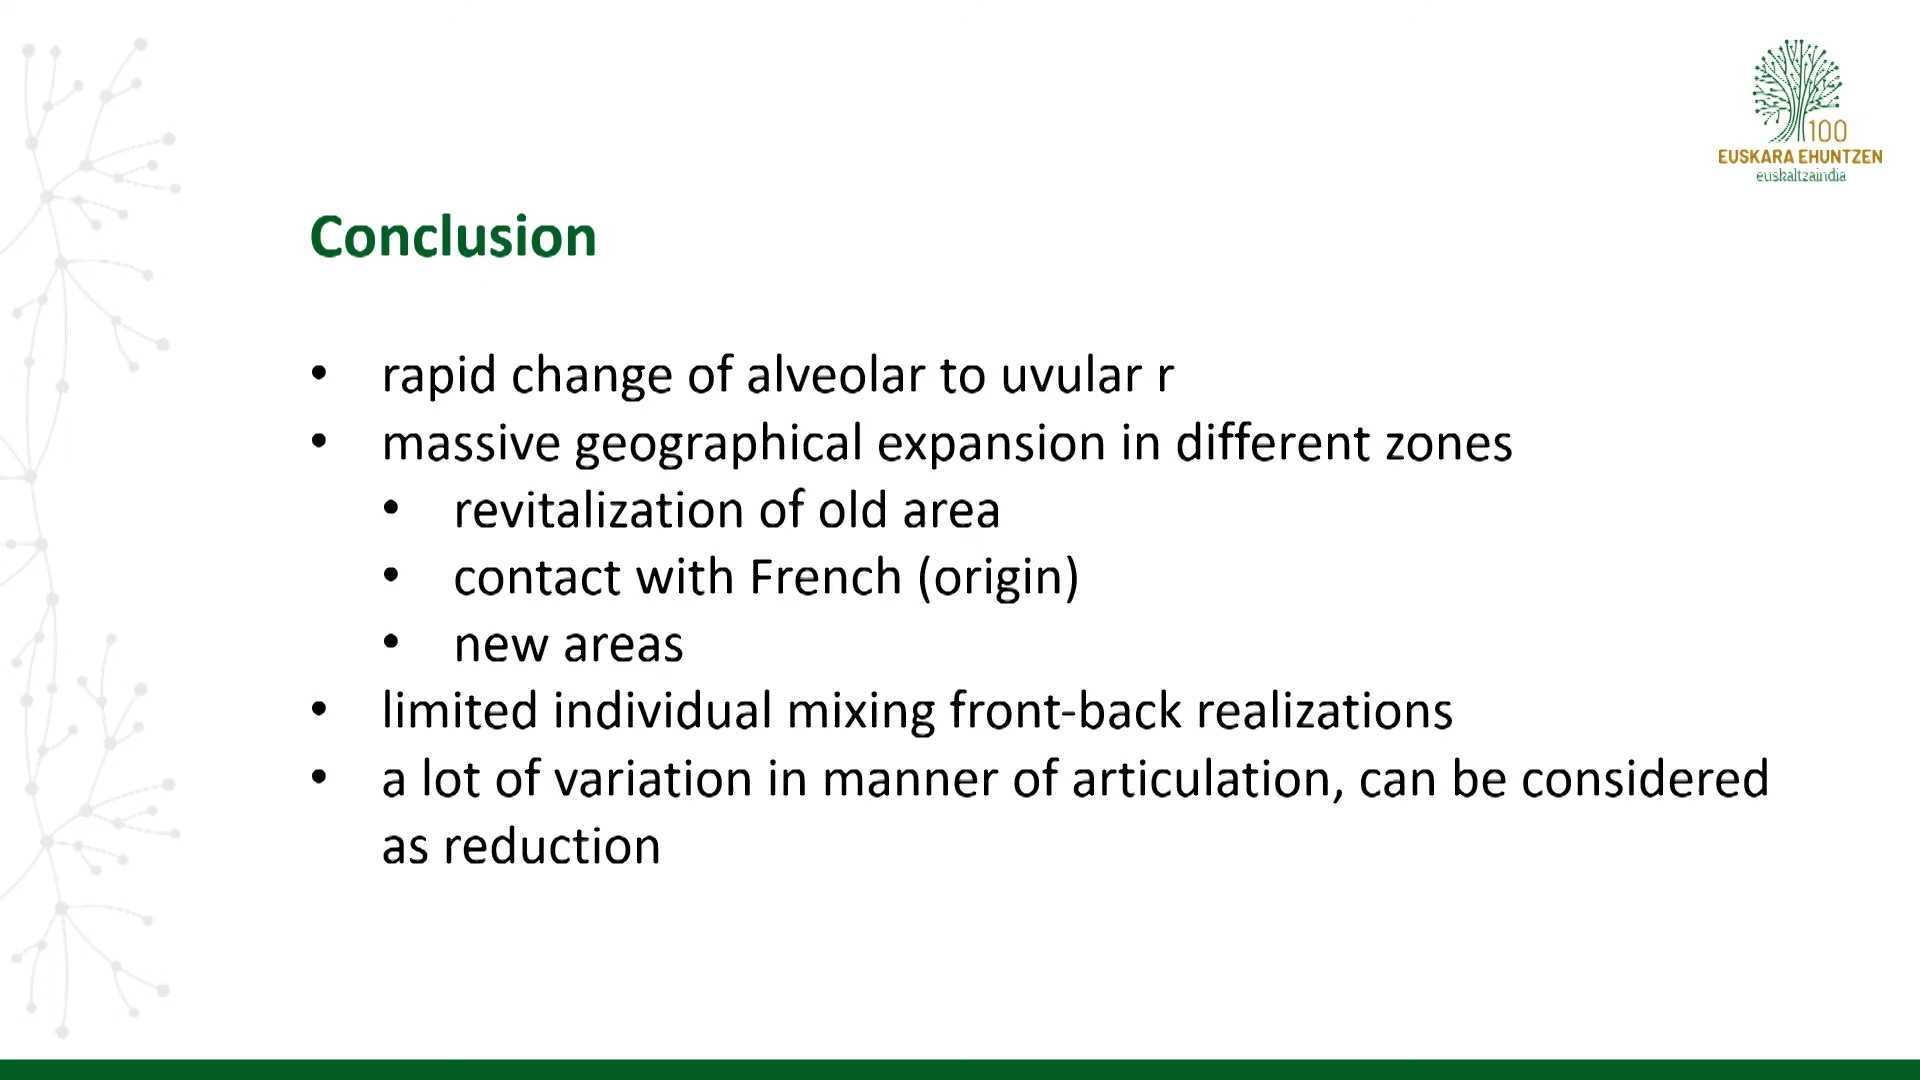 100
EUSKARA EHUNTZEN
euskaltzaindia
Conclusion
• rapid change of alveolar to uvular r
• massive geographical expansion in different zones
• revitalization of old area
• contact with French (origin)
• new areas
• limited individual mixing front-back realizations
• a lot of variation in manner of articulation, can be considered
as reduction